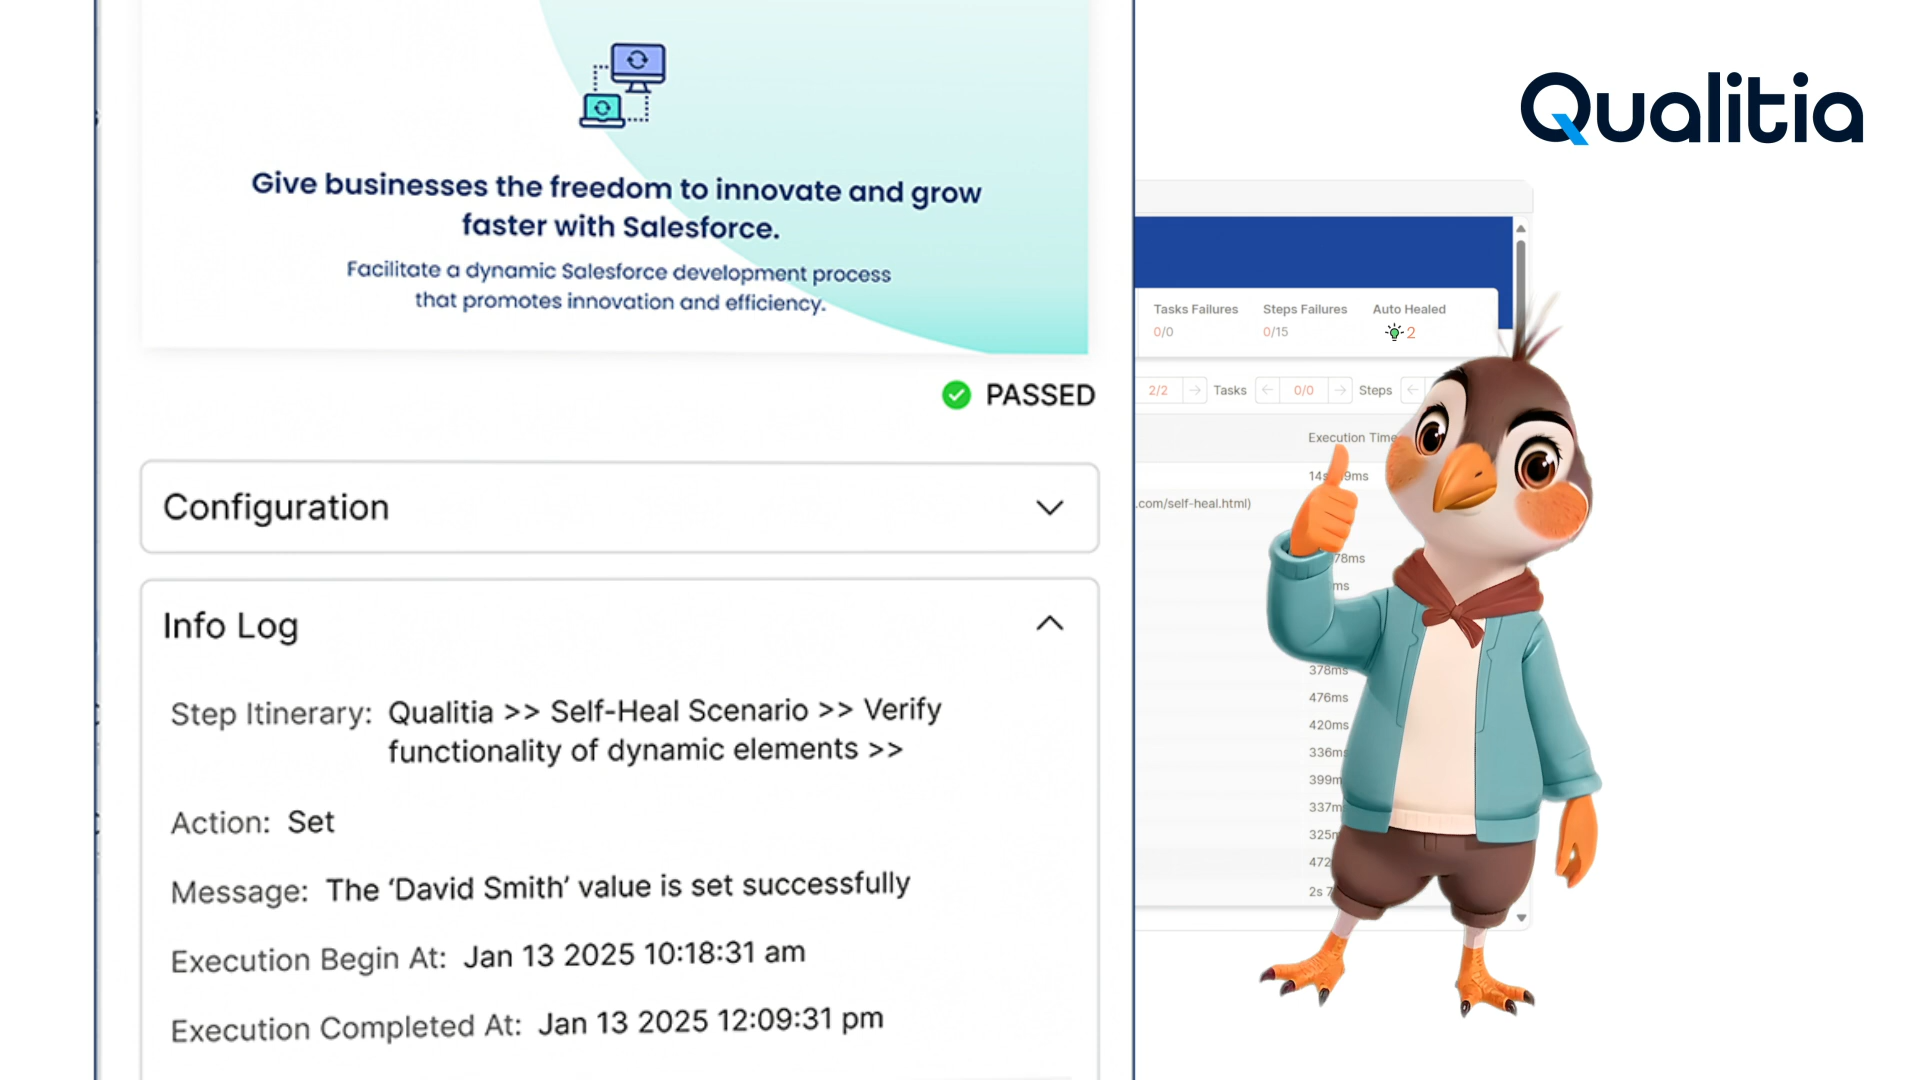 Qualitia
Give businesses the freedom to innovate and grow
faster with Salesforce.
Facilitate a dynamic Salesforce development process
that promotes innovation and efficiency.
PASSED
Configuration
Info Log
Step Itinerary: Qualitia >> Self-Heal Scenario >> Verify
functionality of dynamic elements >>
Action: Set
Message: The ‘David Smith’ value is set successfully
Execution Begin At: Jan 13 2025 10:18:31 am
Execution Completed At: Jan 13 2025 12:09:31 pm
Tasks Failures Steps Failures Auto Healed
0/0 0/15 2
2/2 Tasks 0/0 Steps
Execution Time
.com/self-heal.html)
378ms
476ms
420ms
336ms